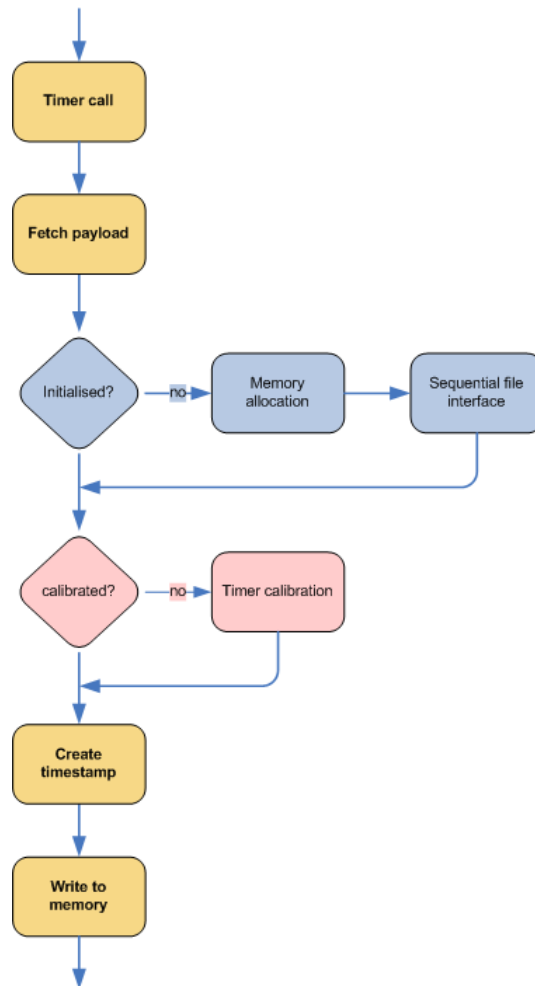 Timer call
Fetch payload
Initialised?
no
Memory
allocation
Sequential file
interface
calibrated?
no
Timer calibration
Create
timestamp
Write to
memory